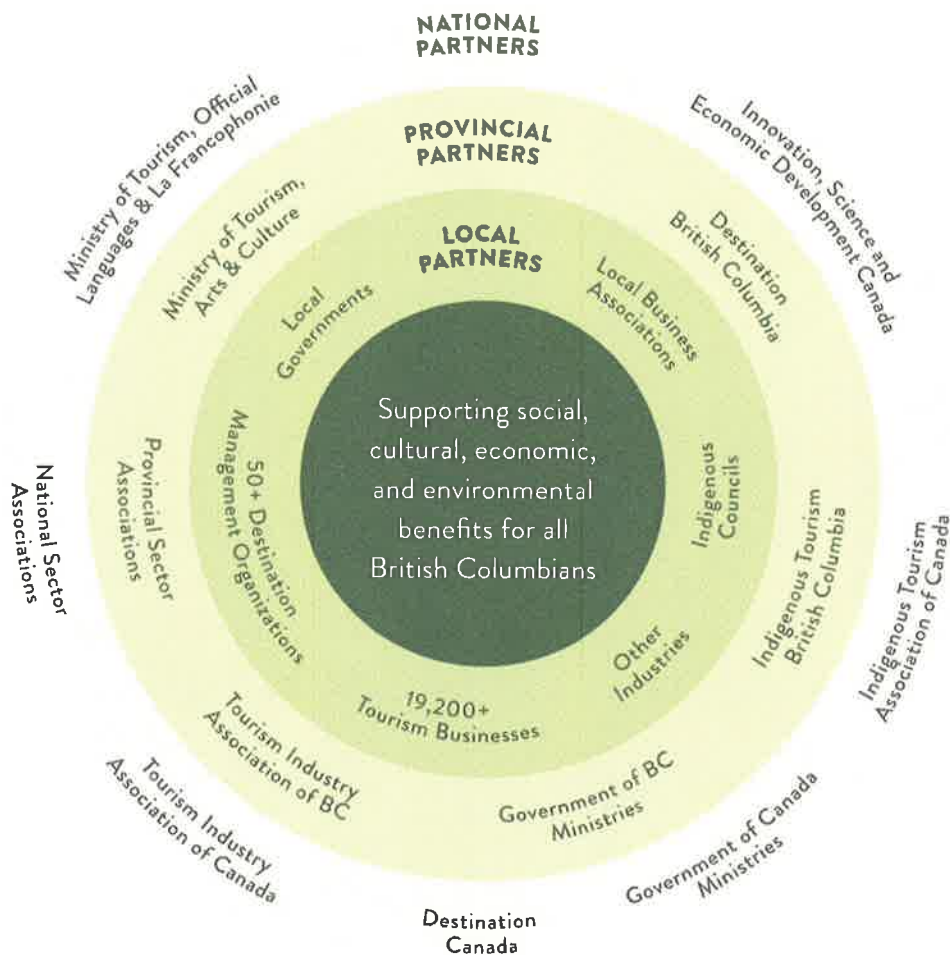 NATIONAL
PARTNERS
Ministry of Tourism, Official
Languages & La Francophonie
Innovation, Science and
Economic Development Canada
Indigenous Tourism
Association of Canada
Government of Canada
Ministries
Destination
Canada
Tourism Industry
Association of Canada
National Sector
Associations
PROVINCIAL
PARTNERS
Ministry of Tourism,
Arts & Culture
Destination
British Columbia
Indigenous Tourism
British Columbia
Government of BC
Ministries
Tourism Industry
Association of BC
Provincial Sector
Associations
LOCAL
PARTNERS
Local
Governments
Local Business
Associations
Indigenous
Councils
Other
Industries
19,200+
Tourism Businesses
50+ Destination
Management Organizations
Supporting social,
cultural, economic,
and environmental
benefits for all
British Columbians